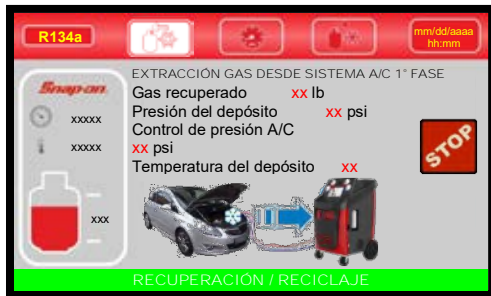 R134a
mm/dd/aaaa
hh:mm
Snap-on
xxxxx
xxxxx
xxx
EXTRACCIÓN GAS DESDE SISTEMA A/C 1° FASE
Gas recuperado xx lb
Presión del depósito xx psi
Control de presión A/C
xx psi
Temperatura del depósito xx
STOP
RECUPERACIÓN / RECICLAJE